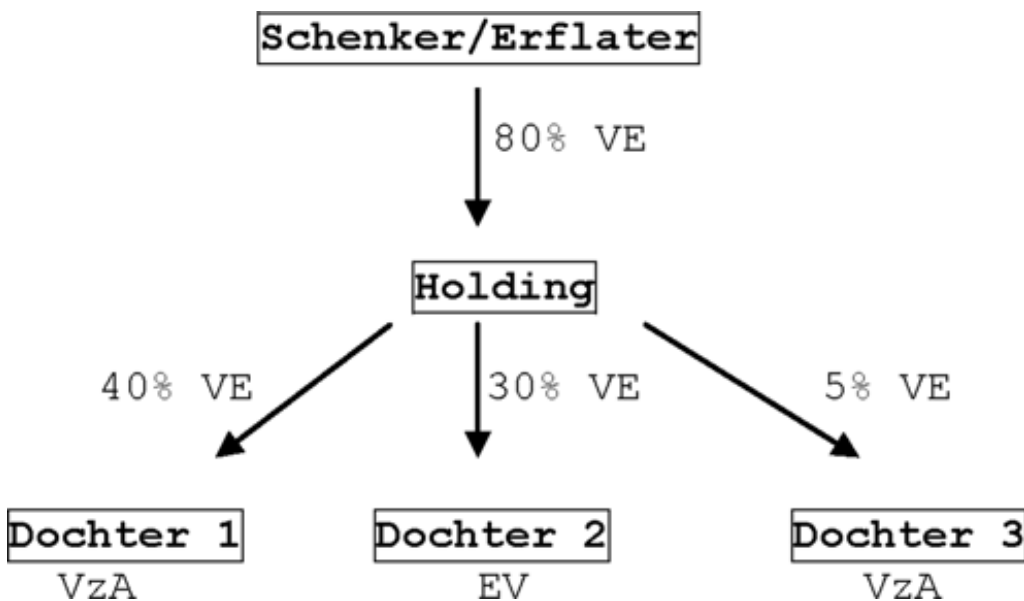 Schenker/Erflater
80% VE
Holding
40% VE
30% VE
5% VE
Dochter 1
Dochter 2
Dochter 3
VzA
EV
VzA